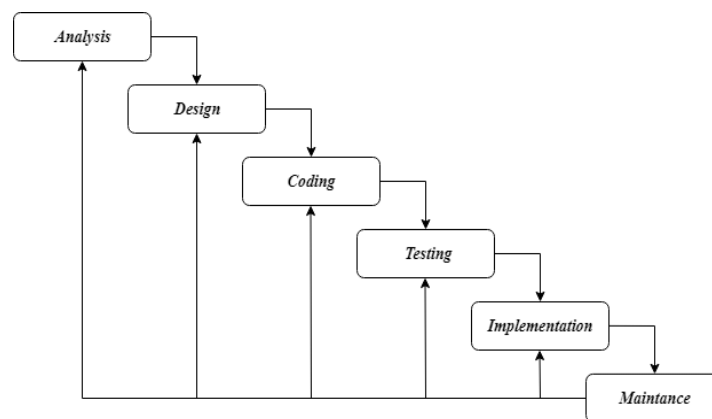 Analysis
Design
Coding
Testing
Implementation
Maintance